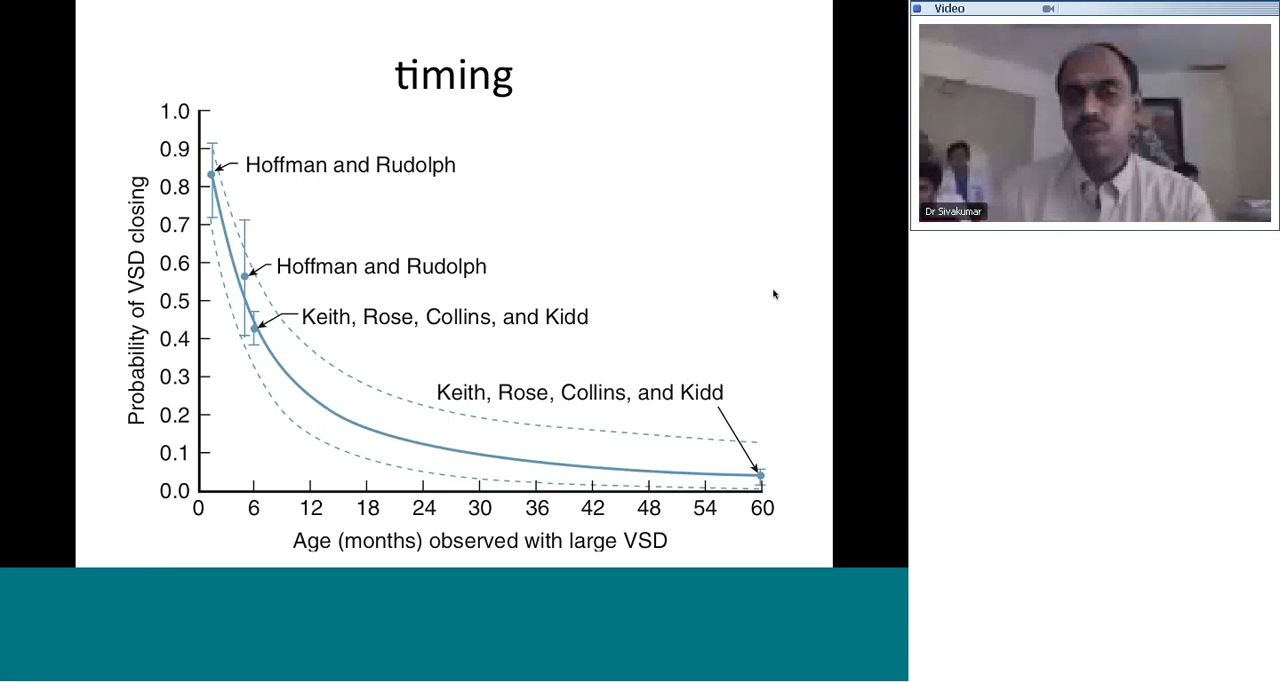 timing
1.0
0.9
0.8
0.7
0.6
0.5
0.4
0.3
0.2
0.1
0.0
Probability of VSD closing
Hoffman and Rudolph
Hoffman and Rudolph
Keith, Rose, Collins, and Kidd
Keith, Rose, Collins, and Kidd
0 6 12 18 24 30 36 42 48 54 60
Age (months) observed with large VSD
Video
Dr Sivakumar